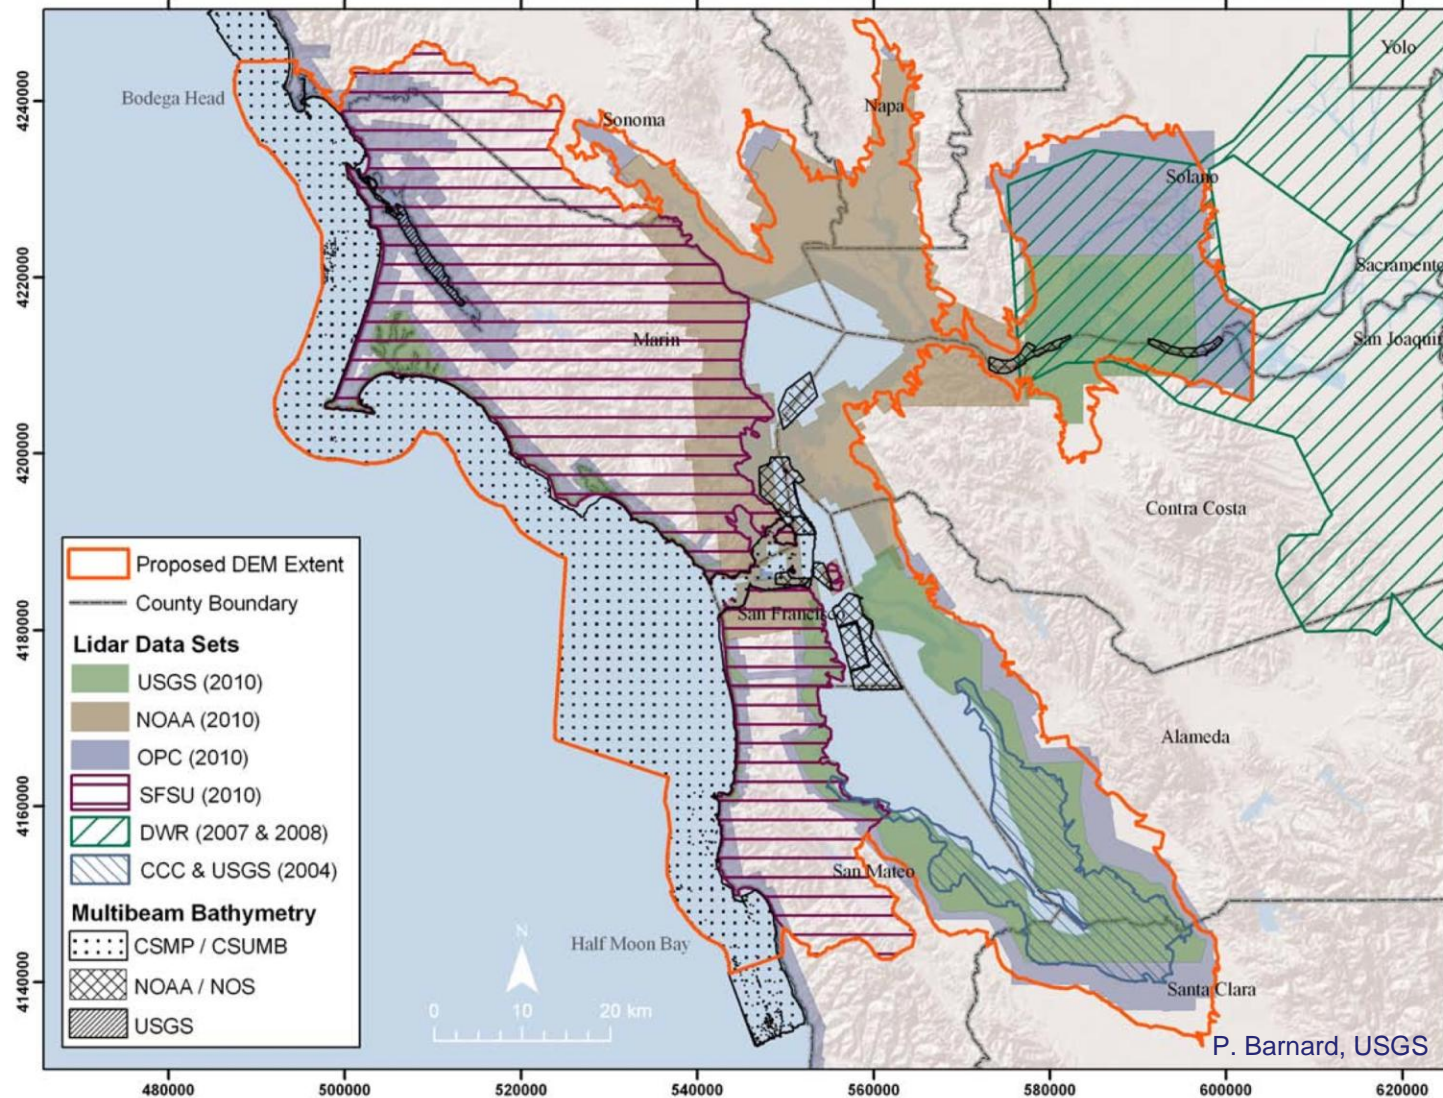 4240000
4220000
4200000
4180000
4160000
4140000
Bodega Head
Sonoma
Napa
Yolo
Solano
Sacramento
San Joaquin
Marin
Contra Costa
San Francisco
Alameda
San Mateo
Half Moon Bay
Santa Clara
Proposed DEM Extent
County Boundary
Lidar Data Sets
USGS (2010)
NOAA (2010)
OPC (2010)
SFSU (2010)
DWR (2007 & 2008)
CCC & USGS (2004)
Multibeam Bathymetry
CSMP / CSUMB
NOAA / NOS
USGS
N
0 10 20 km
P. Barnard, USGS
480000 500000 520000 540000 560000 580000 600000 620000